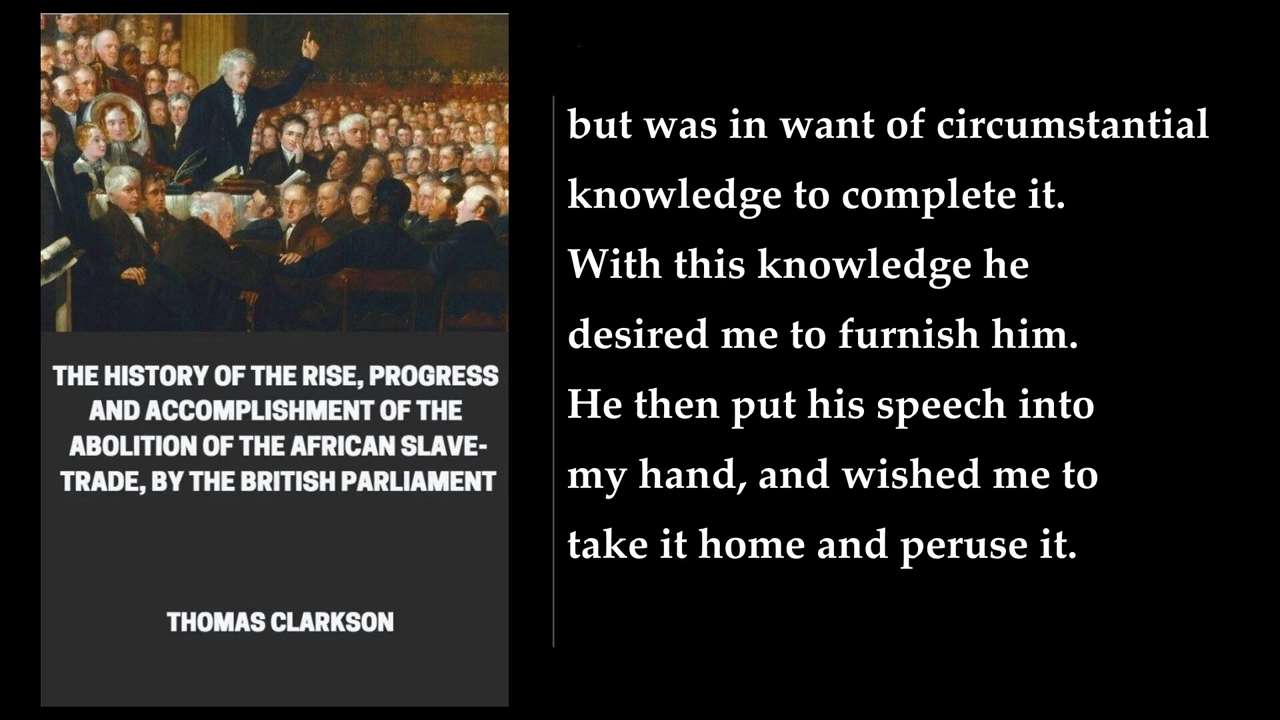 THE HISTORY OF THE RISE, PROGRESS
AND ACCOMPLISHMENT OF THE
ABOLITION OF THE AFRICAN SLAVE-
TRADE, BY THE BRITISH PARLIAMENT
THOMAS CLARKSON
but was in want of circumstantial
knowledge to complete it.
With this knowledge he
desired me to furnish him.
He then put his speech into
my hand, and wished me to
take it home and peruse it.